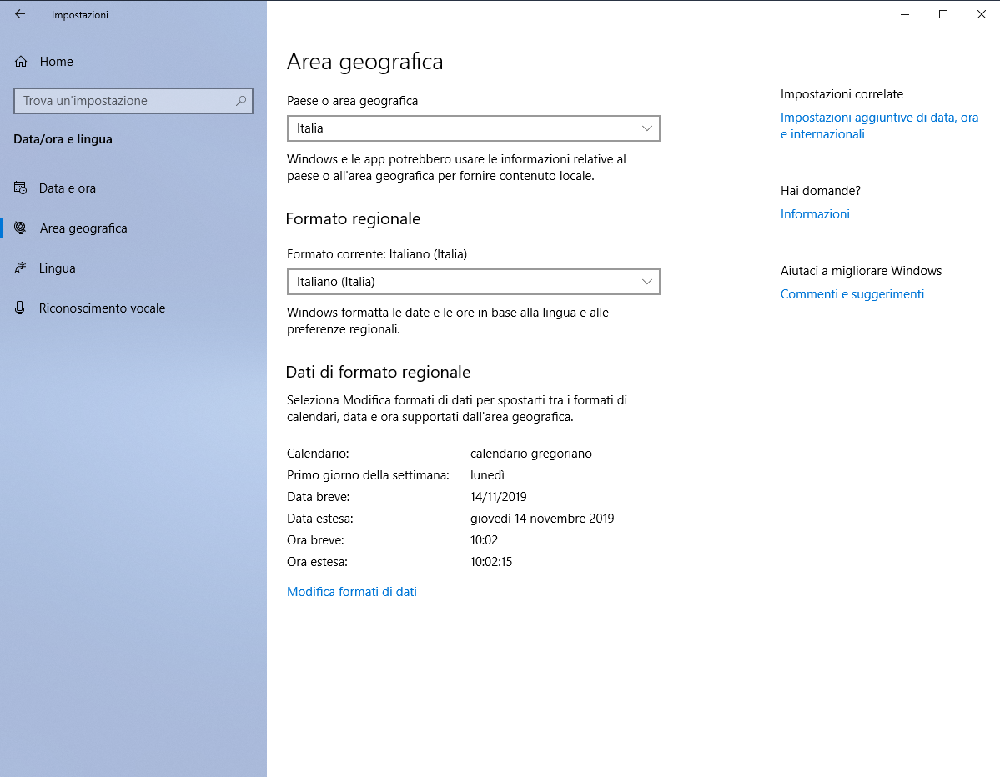 Impostazioni
Home
Trova un'impostazione
Data/ora e lingua
Data e ora
Area geografica
Lingua
Riconoscimento vocale
Area geografica
Paese o area geografica
Italia
Windows e le app potrebbero usare le informazioni relative al
paese o all'area geografica per fornire contenuto locale.
Formato regionale
Formato corrente: Italiano (Italia)
Italiano (Italia)
Windows formatta le date e le ore in base alla lingua e alle
preferenze regionali.
Dati di formato regionale
Seleziona Modifica formati di dati per spostarti tra i formati di
calendari, data e ora supportati dall'area geografica.
Calendario: calendario gregoriano
Primo giorno della settimana: lunedì
Data breve: 14/11/2019
Data estesa: giovedì 14 novembre 2019
Ora breve: 10:02
Ora estesa: 10:02:15
Modifica formati di dati
Impostazioni correlate
Impostazioni aggiuntive di data, ora
e internazionali
Hai domande?
Informazioni
Aiutaci a migliorare Windows
Commenti e suggerimenti